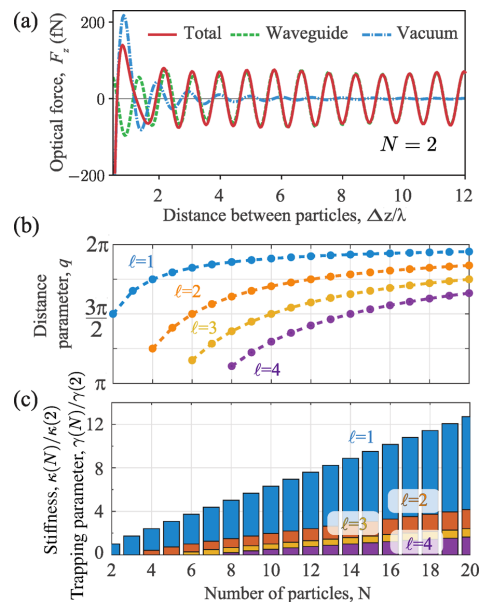 (a)
Optical force, F_z (fN)
200
0
−200
Total Waveguide Vacuum
N = 2
2 4 6 8 10 12
Distance between particles, Δz/λ
(b)
Distance
parameter, q
2π
3π/2
π
ℓ=1
ℓ=2
ℓ=3
ℓ=4
(c)
Stiffness, κ(N)/κ(2)
Trapping parameter, γ(N)/γ(2)
12
8
4
0
ℓ=1
ℓ=2
ℓ=3
ℓ=4
2 4 6 8 10 12 14 16 18 20
Number of particles, N